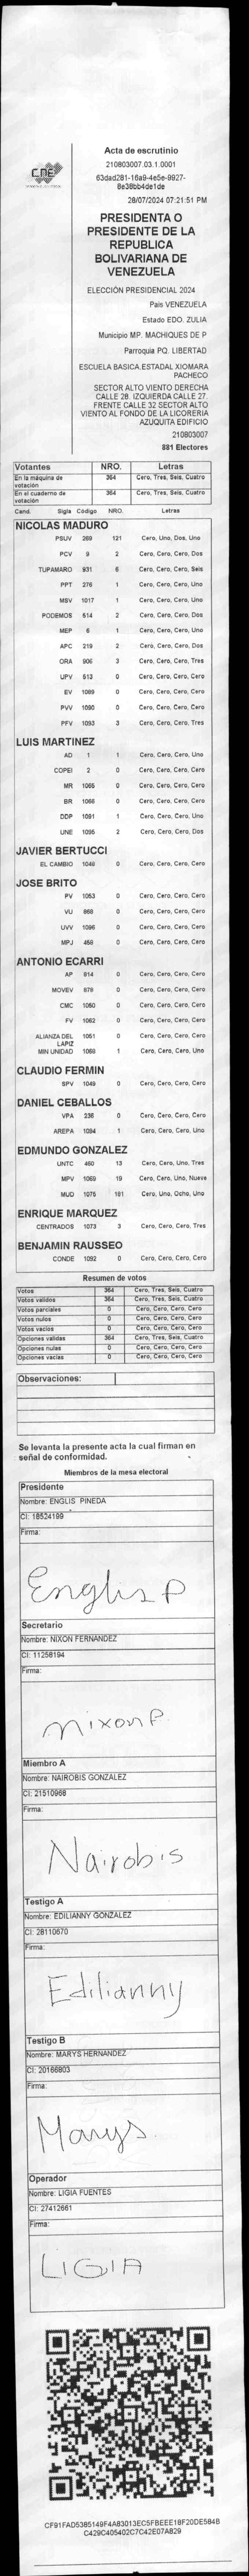 CNE
Acta de escrutinio
210803007.03.1.0001
63dad281-16a9-4e5e-9927-
8e38bb4de1de
28/07/2024 07:21:51 PM
PRESIDENTA O
PRESIDENTE DE LA
REPUBLICA
BOLIVARIANA DE
VENEZUELA
ELECCIÓN PRESIDENCIAL 2024
País VENEZUELA
Estado EDO. ZULIA
Municipio MP. MACHIQUES DE P
Parroquia PQ. LIBERTAD
ESCUELA BASICA.ESTADAL XIOMARA
PACHECO
SECTOR ALTO VIENTO DERECHA
CALLE 28. IZQUIERDA CALLE 27.
FRENTE CALLE 32 SECTOR ALTO
VIENTO AL FONDO DE LA LICORERIA
AZUQUITA EDIFICIO
210803007
881 Electores
Votantes NRO. Letras
En la máquina de votación 364 Cero, Tres, Seis, Cuatro
En el cuaderno de votación 364 Cero, Tres, Seis, Cuatro
Cand. Sigla Código NRO. Letras
NICOLAS MADURO
PSUV 269 121 Cero, Uno, Dos, Uno
PCV 9 2 Cero, Cero, Cero, Dos
TUPAMARO 931 6 Cero, Cero, Cero, Seis
PPT 276 1 Cero, Cero, Cero, Uno
MSV 1017 1 Cero, Cero, Cero, Uno
PODEMOS 514 2 Cero, Cero, Cero, Dos
MEP 6 1 Cero, Cero, Cero, Uno
APC 219 2 Cero, Cero, Cero, Dos
ORA 906 3 Cero, Cero, Cero, Tres
UPV 513 0 Cero, Cero, Cero, Cero
EV 1089 0 Cero, Cero, Cero, Cero
PVV 1090 0 Cero, Cero, Cero, Cero
PFV 1093 3 Cero, Cero, Cero, Tres
LUIS MARTINEZ
AD 1 1 Cero, Cero, Cero, Uno
COPEI 2 0 Cero, Cero, Cero, Cero
MR 1065 0 Cero, Cero, Cero, Cero
BR 1066 0 Cero, Cero, Cero, Cero
DDP 1091 1 Cero, Cero, Cero, Uno
UNE 1095 2 Cero, Cero, Cero, Dos
JAVIER BERTUCCI
EL CAMBIO 1048 0 Cero, Cero, Cero, Cero
JOSE BRITO
PV 1053 0 Cero, Cero, Cero, Cero
VU 868 0 Cero, Cero, Cero, Cero
UVV 1096 0 Cero, Cero, Cero, Cero
MPJ 456 0 Cero, Cero, Cero, Cero
ANTONIO ECARRI
AP 814 0 Cero, Cero, Cero, Cero
MOVEV 878 0 Cero, Cero, Cero, Cero
CMC 1050 0 Cero, Cero, Cero, Cero
FV 1062 0 Cero, Cero, Cero, Cero
ALIANZA DEL LAPIZ 1051 0 Cero, Cero, Cero, Cero
MIN UNIDAD 1068 1 Cero, Cero, Cero, Uno
CLAUDIO FERMIN
SPV 1049 0 Cero, Cero, Cero, Cero
DANIEL CEBALLOS
VPA 236 0 Cero, Cero, Cero, Cero
AREPA 1094 1 Cero, Cero, Cero, Uno
EDMUNDO GONZALEZ
UNTC 460 13 Cero, Cero, Uno, Tres
MPV 1069 19 Cero, Cero, Uno, Nueve
MUD 1075 181 Cero, Uno, Ocho, Uno
ENRIQUE MARQUEZ
CENTRADOS 1073 3 Cero, Cero, Cero, Tres
BENJAMIN RAUSSEO
CONDE 1092 0 Cero, Cero, Cero, Cero
Resumen de votos
Votos 364 Cero, Tres, Seis, Cuatro
Votos validos 364 Cero, Tres, Seis, Cuatro
Votos parciales 0 Cero, Cero, Cero, Cero
Votos nulos 0 Cero, Cero, Cero, Cero
Votos vacios 0 Cero, Cero, Cero, Cero
Opciones validas 364 Cero, Tres, Seis, Cuatro
Opciones nulas 0 Cero, Cero, Cero, Cero
Opciones vacias 0 Cero, Cero, Cero, Cero
Observaciones:
Se levanta la presente acta la cual firman en
señal de conformidad.
Miembros de la mesa electoral
Presidente
Nombre: ENGLIS PINEDA
CI: 18524199
Firma:
Englis P
Secretario
Nombre: NIXON FERNANDEZ
CI: 11258194
Firma:
Nixon F.
Miembro A
Nombre: NAIROBIS GONZALEZ
CI: 21510968
Firma:
Nairobis
Testigo A
Nombre: EDILIANNY GONZALEZ
CI: 28110670
Firma:
Edilianny
Testigo B
Nombre: MARYS HERNANDEZ
CI: 20166803
Firma:
Marys
Operador
Nombre: LIGIA FUENTES
CI: 27412661
Firma:
LIGIA
CF91FAD5385149F4A83013EC5FBEEE18F20DE584B
C429C405402C7C42E07A829